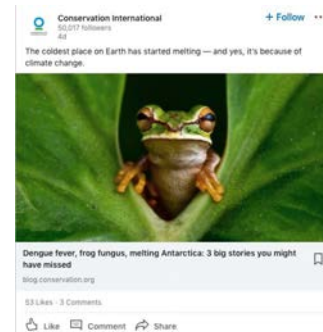 Conservation International
50,017 followers
4d
+ Follow
The coldest place on Earth has started melting — and yes, it's because of
climate change.
Dengue fever, frog fungus, melting Antarctica: 3 big stories you might
have missed
blog.conservation.org
53 Likes · 3 Comments
Like Comment Share